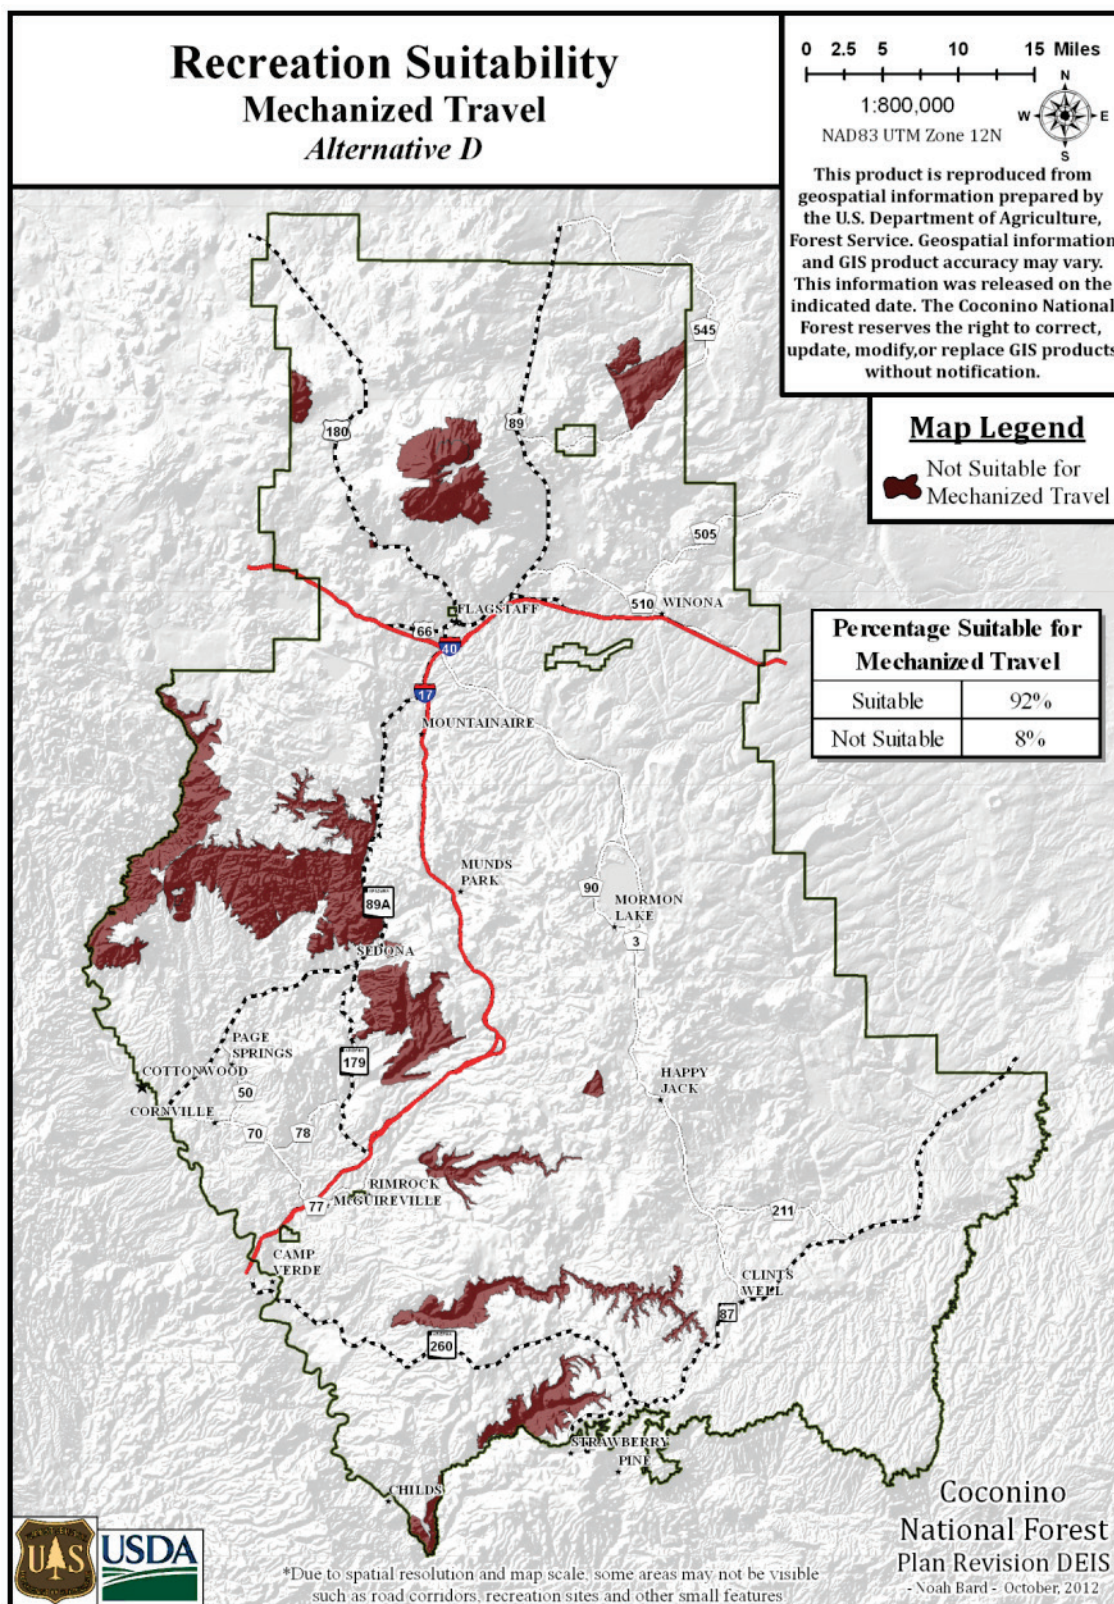 Recreation Suitability
Mechanized Travel
Alternative D
0 2.5 5 10 15 Miles
1:800,000
NAD83 UTM Zone 12N
N
W E
S
This product is reproduced from
geospatial information prepared by
the U.S. Department of Agriculture,
Forest Service. Geospatial information
and GIS product accuracy may vary.
This information was released on the
indicated date. The Coconino National
Forest reserves the right to correct,
update, modify,or replace GIS products
without notification.
Map Legend
Not Suitable for
Mechanized Travel
545
180
89
505
510
WINONA
FLAGSTAFF
66
40
17
MOUNTAINAIRE
Percentage Suitable for
Mechanized Travel
Suitable 92%
Not Suitable 8%
MUNDS
PARK
90
89A
MORMON
LAKE
3
SEDONA
PAGE
SPRINGS
179
COTTONWOOD
50
HAPPY
JACK
CORNVILLE
70
78
RIMROCK
MCGUIREVILLE
77
211
CAMP
VERDE
CLINTS
WELL
87
260
STRAWBERRY
PINE
CHILDS
Coconino
National Forest
Plan Revision DEIS
- Noah Bard - October, 2012
US
USDA
*Due to spatial resolution and map scale, some areas may not be visible
such as road corridors, recreation sites and other small features